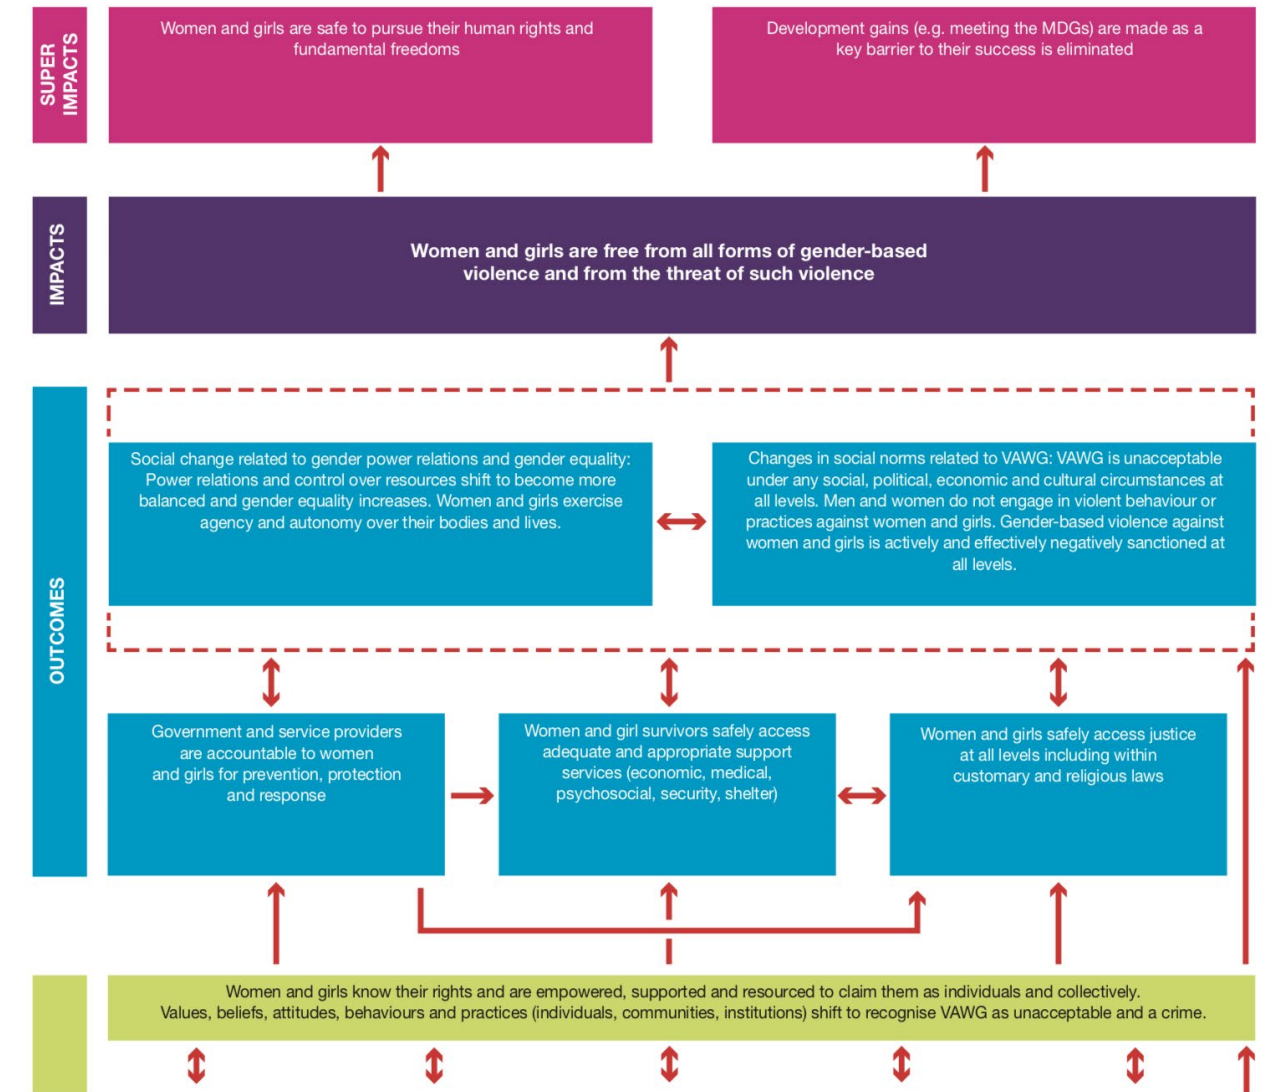 SUPER
IMPACTS
Women and girls are safe to pursue their human rights and
fundamental freedoms
Development gains (e.g. meeting the MDGs) are made as a
key barrier to their success is eliminated
IMPACTS
Women and girls are free from all forms of gender-based
violence and from the threat of such violence
OUTCOMES
Social change related to gender power relations and gender equality:
Power relations and control over resources shift to become more
balanced and gender equality increases. Women and girls exercise
agency and autonomy over their bodies and lives.
Changes in social norms related to VAWG: VAWG is unacceptable
under any social, political, economic and cultural circumstances at
all levels. Men and women do not engage in violent behaviour or
practices against women and girls. Gender-based violence against
women and girls is actively and effectively negatively sanctioned at
all levels.
Government and service providers
are accountable to women
and girls for prevention, protection
and response
Women and girl survivors safely access
adequate and appropriate support
services (economic, medical,
psychosocial, security, shelter)
Women and girls safely access justice
at all levels including within
customary and religious laws
Women and girls know their rights and are empowered, supported and resourced to claim them as individuals and collectively.
Values, beliefs, attitudes, behaviours and practices (individuals, communities, institutions) shift to recognise VAWG as unacceptable and a crime.